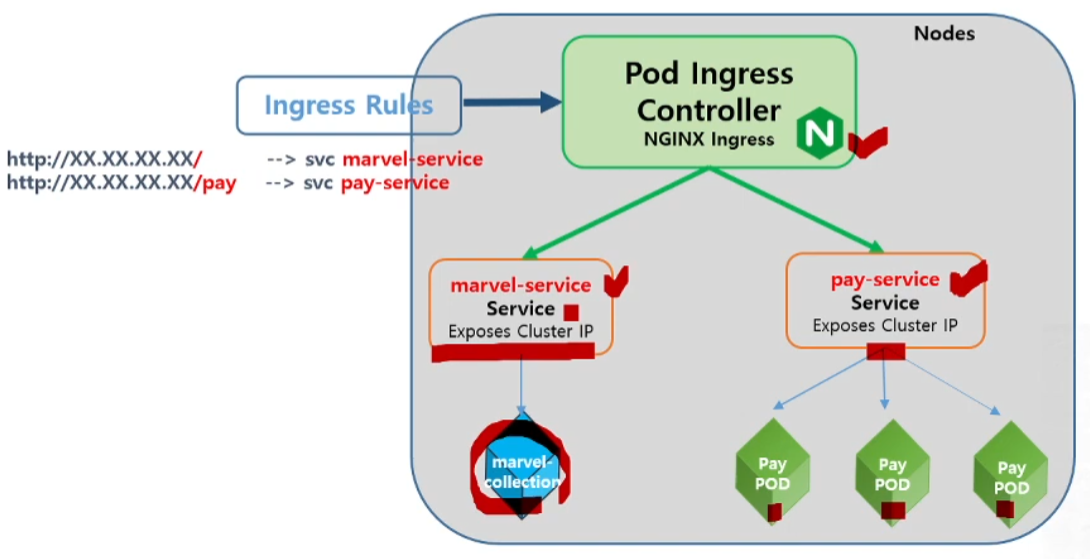 Nodes
Pod Ingress
Controller
NGINX Ingress
N
Ingress Rules
http://XX.XX.XX.XX/ --> svc marvel-service
http://XX.XX.XX.XX/pay --> svc pay-service
marvel-service
Service
Exposes Cluster IP
pay-service
Service
Exposes Cluster IP
marvel-
collection
Pay
POD
Pay
POD
Pay
POD